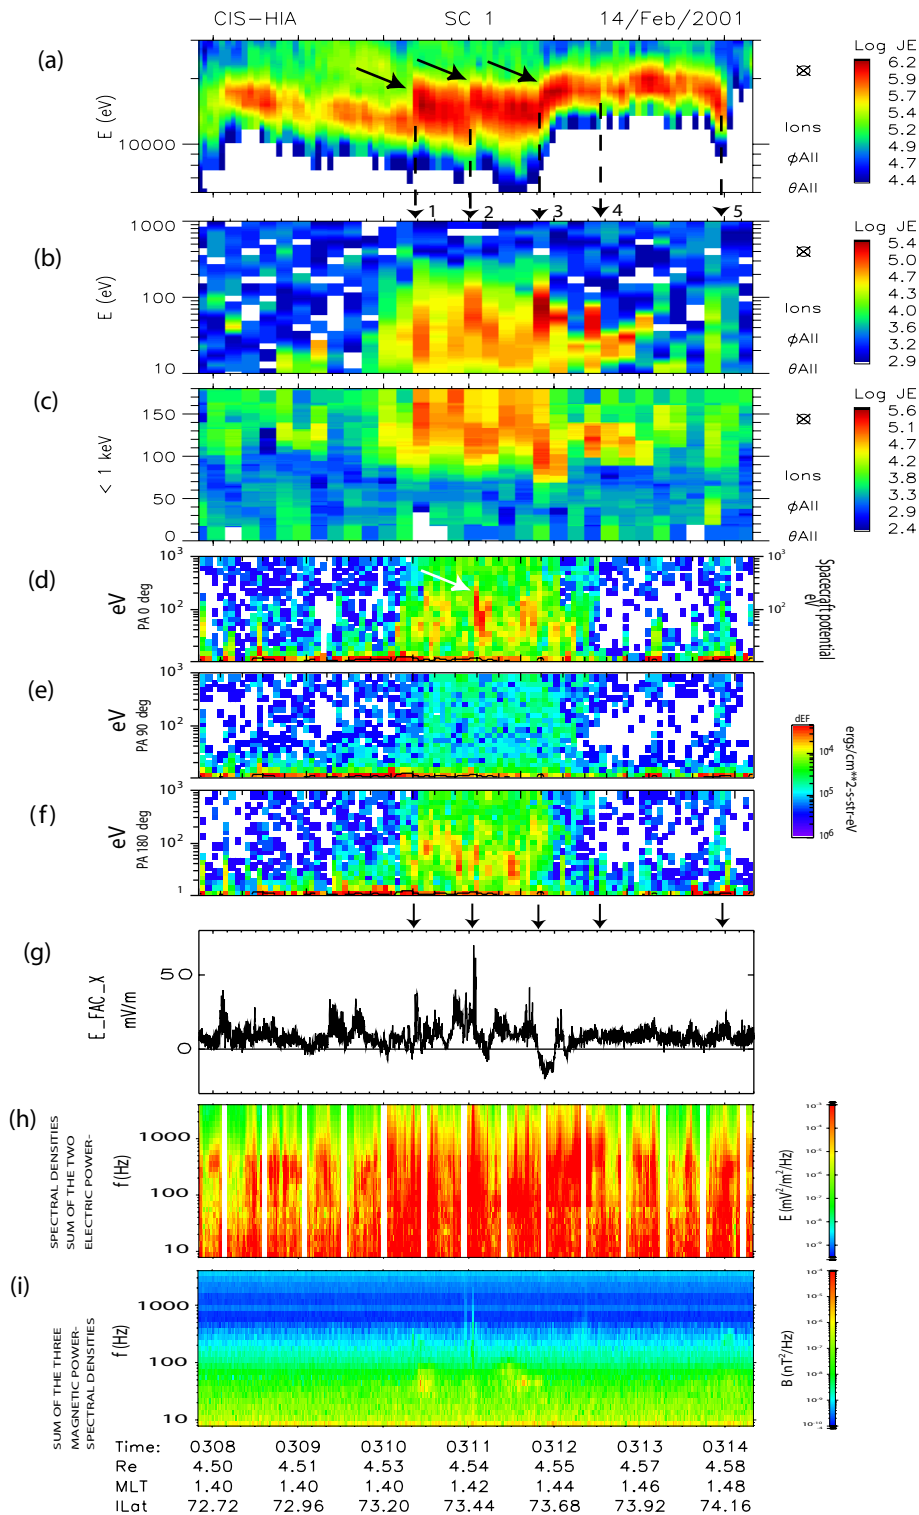 CIS-HIA SC 1 14/Feb/2001
(a)
E (eV)
10000
Ions
ϕAll
θAll
Log JE
6.2
6.0
5.7
5.5
5.2
4.9
4.7
4.4
1 2 3 4 5
(b)
E (eV)
1000
100
10
Ions
ϕAll
θAll
Log JE
5.4
5.0
4.7
4.3
4.0
3.6
3.2
2.9
(c)
< 1 keV
150
100
50
0
Ions
ϕAll
θAll
Log JE
5.6
5.1
4.7
4.2
3.8
3.3
2.9
2.4
(d)
eV
PA 0 deg
10³
10²
10³
10²
Spacecraft potential
eV
(e)
eV
PA 90 deg
10³
10²
dEF
10⁴
10⁵
10⁶
ergs/cm**2-s-str-eV
(f)
eV
PA 180 deg
10³
10²
1
(g)
E_FAC_X
mV/m
50
0
(h)
SPECTRAL DENSITIES
SUM OF THE TWO
ELECTRIC POWER-
f (Hz)
1000
100
10
E (mV²/m²/Hz)
(i)
SUM OF THE THREE
MAGNETIC POWER-
SPECTRAL DENSITIES
f (Hz)
1000
100
10
B (nT²/Hz)
Time: 0308 0309 0310 0311 0312 0313 0314
Re 4.50 4.51 4.53 4.54 4.55 4.57 4.58
MLT 1.40 1.40 1.40 1.42 1.44 1.46 1.48
ILat 72.72 72.96 73.20 73.44 73.68 73.92 74.16